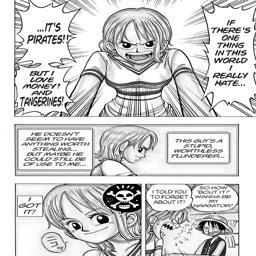 IF
THERE'S
ONE
THING IN
THIS
WORLD
I
REALLY
HATE...
...IT'S
PIRATES!!
BUT I
LOVE
MONEY!
AND
TANGERINES!
THIS GUY'S A
STUPID,
WORTHLESS
PLUNDERER...
HE DOESN'T
SEEM TO HAVE
ANYTHING WORTH
STEALING...
BUT MAYBE HE
COULD STILL BE
OF USE TO ME...
GOT
IT!
SO HOW
'BOUT IT?
WANNA BE
MY
NAVIGATOR?
I TOLD YOU
TO FORGET
ABOUT IT!